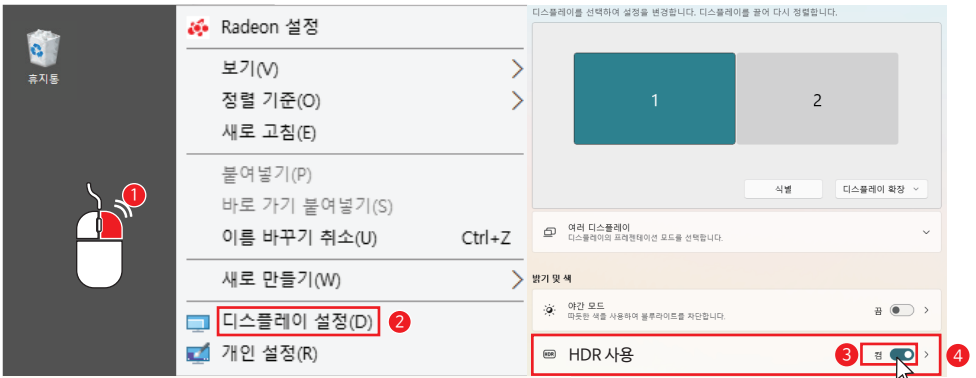 휴지통
1
Radeon 설정
보기(V)
정렬 기준(O)
새로 고침(E)
붙여넣기(P)
바로 가기 붙여넣기(S)
이름 바꾸기 취소(U) Ctrl+Z
새로 만들기(W)
디스플레이 설정(D) 2
개인 설정(R)
디스플레이를 선택하여 설정을 변경합니다. 디스플레이를 끌어 다시 정렬합니다.
1 2
식별 디스플레이 확장
여러 디스플레이
디스플레이의 프레젠테이션 모드를 선택합니다.
밝기 및 색
야간 모드
따뜻한 색을 사용하여 블루라이트를 차단합니다.
끔
HDR HDR 사용 3 켬 4